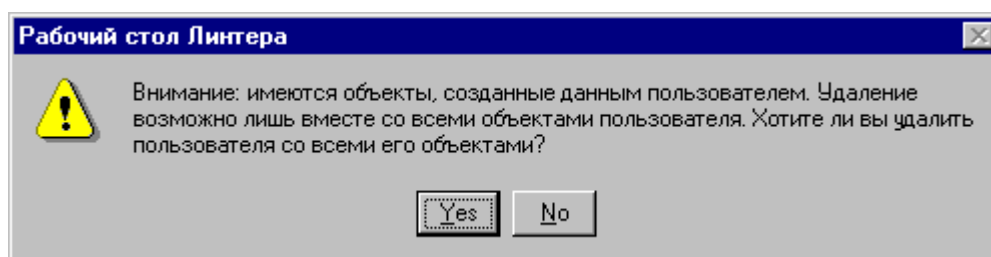 Рабочий стол Линтера
Внимание: имеются объекты, созданные данным пользователем. Удаление
возможно лишь вместе со всеми объектами пользователя. Хотите ли вы удалить
пользователя со всеми его объектами?
Yes No